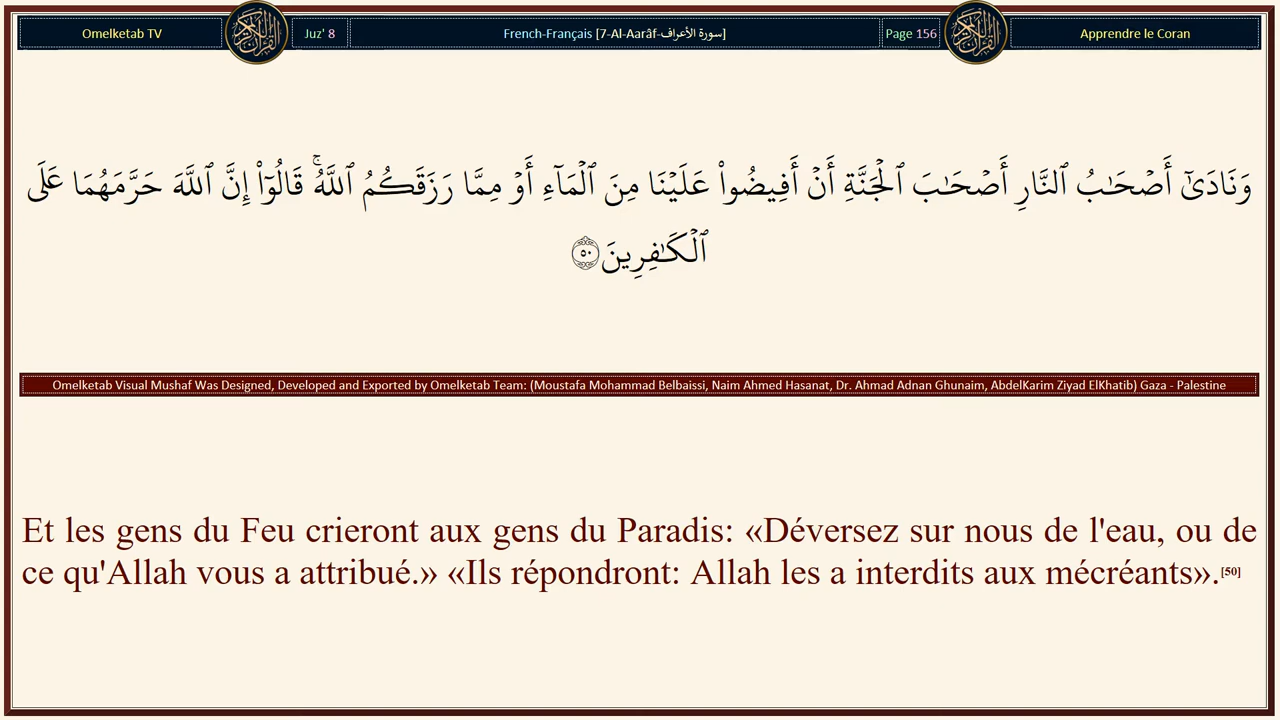 Omelketab TV
Juz' 8
French-Français [7-Al-Aarâf-سورة الأعراف]
Page 156
Apprendre le Coran
وَنَادَىٰٓ أَصۡحَٰبُ ٱلنَّارِ أَصۡحَٰبَ ٱلۡجَنَّةِ أَنۡ أَفِيضُواْ عَلَيۡنَا مِنَ ٱلۡمَآءِ أَوۡ مِمَّا رَزَقَكُمُ ٱللَّهُۚ قَالُوٓاْ إِنَّ ٱللَّهَ حَرَّمَهُمَا عَلَى
ٱلۡكَٰفِرِينَ ٥٠
Omelketab Visual Mushaf Was Designed, Developed and Exported by Omelketab Team: (Moustafa Mohammad Belbaissi, Naim Ahmed Hasanat, Dr. Ahmad Adnan Ghunaim, AbdelKarim Ziyad ElKhatib) Gaza - Palestine
Et les gens du Feu crieront aux gens du Paradis: «Déversez sur nous de l'eau, ou de
ce qu'Allah vous a attribué.» «Ils répondront: Allah les a interdits aux mécréants».[50]